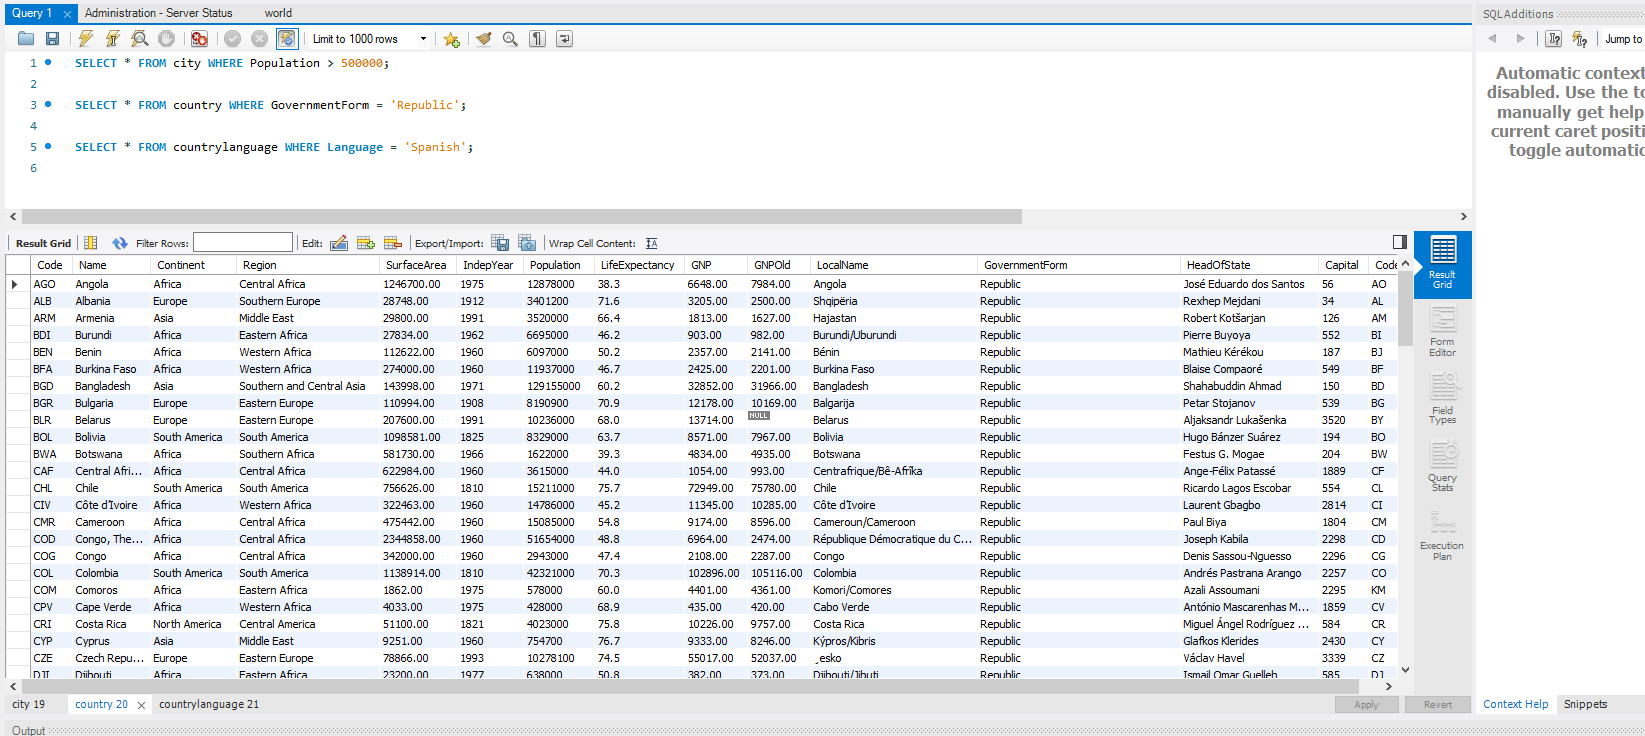 Query 1 Administration - Server Status world
SQLAdditions
Limit to 1000 rows
Jump to
1 SELECT * FROM city WHERE Population > 500000;
2
3 SELECT * FROM country WHERE GovernmentForm = 'Republic';
4
5 SELECT * FROM countrylanguage WHERE Language = 'Spanish';
6
Automatic context
disabled. Use the to
manually get help
current caret positi
toggle automatic
Result Grid Filter Rows: Edit: Export/Import: Wrap Cell Content:
Code Name Continent Region SurfaceArea IndepYear Population LifeExpectancy GNP GNPOld LocalName GovernmentForm HeadOfState Capital Code
AGO Angola Africa Central Africa 1246700.00 1975 12878000 38.3 6648.00 7984.00 Angola Republic José Eduardo dos Santos 56 AO
ALB Albania Europe Southern Europe 28748.00 1912 3401200 71.6 3205.00 2500.00 Shqipëria Republic Rexhep Mejdani 34 AL
ARM Armenia Asia Middle East 29800.00 1991 3520000 66.4 1813.00 1627.00 Hajastan Republic Robert Kotšarjan 126 AM
BDI Burundi Africa Eastern Africa 27834.00 1962 6695000 46.2 903.00 982.00 Burundi/Uburundi Republic Pierre Buyoya 552 BI
BEN Benin Africa Western Africa 112622.00 1960 6097000 50.2 2357.00 2141.00 Bénin Republic Mathieu Kérékou 187 BJ
BFA Burkina Faso Africa Western Africa 274000.00 1960 11937000 46.7 2425.00 2201.00 Burkina Faso Republic Blaise Compaoré 549 BF
BGD Bangladesh Asia Southern and Central Asia 143998.00 1971 129155000 60.2 32852.00 31966.00 Bangladesh Republic Shahabuddin Ahmad 150 BD
BGR Bulgaria Europe Eastern Europe 110994.00 1908 8190900 70.9 12178.00 10169.00 Balgarija Republic Petar Stojanov 539 BG
BLR Belarus Europe Eastern Europe 207600.00 1991 10236000 68.0 13714.00 NULL Belarus Republic Aljaksandr Lukašenka 3520 BY
BOL Bolivia South America South America 1098581.00 1825 8329000 63.7 8571.00 7967.00 Bolivia Republic Hugo Bánzer Suárez 194 BO
BWA Botswana Africa Southern Africa 581730.00 1966 1622000 39.3 4834.00 4935.00 Botswana Republic Festus G. Mogae 204 BW
CAF Central Afri... Africa Central Africa 622984.00 1960 3615000 44.0 1054.00 993.00 Centrafrique/Bê-Afrîka Republic Ange-Félix Patassé 1889 CF
CHL Chile South America South America 756626.00 1810 15211000 75.7 72949.00 75780.00 Chile Republic Ricardo Lagos Escobar 554 CL
CIV Côte d'Ivoire Africa Western Africa 322463.00 1960 14786000 45.2 11345.00 10285.00 Côte d'Ivoire Republic Laurent Gbagbo 2814 CI
CMR Cameroon Africa Central Africa 475442.00 1960 15085000 54.8 9174.00 8596.00 Cameroun/Cameroon Republic Paul Biya 1804 CM
COD Congo, The... Africa Central Africa 2344858.00 1960 51654000 48.8 6964.00 2474.00 République Démocratique du C... Republic Joseph Kabila 2298 CD
COG Congo Africa Central Africa 342000.00 1960 2943000 47.4 2108.00 2287.00 Congo Republic Denis Sassou-Nguesso 2296 CG
COL Colombia South America South America 1138914.00 1810 42321000 70.3 102896.00 105116.00 Colombia Republic Andrés Pastrana Arango 2257 CO
COM Comoros Africa Eastern Africa 1862.00 1975 578000 60.0 4401.00 4361.00 Komori/Comores Republic Azali Assoumani 2295 KM
CPV Cape Verde Africa Western Africa 4033.00 1975 428000 68.9 435.00 420.00 Cabo Verde Republic António Mascarenhas M... 1859 CV
CRI Costa Rica North America Central America 51100.00 1821 4023000 75.8 10226.00 9757.00 Costa Rica Republic Miguel Ángel Rodríguez ... 584 CR
CYP Cyprus Asia Middle East 9251.00 1960 754700 76.7 9333.00 8246.00 Kýpros/Kibris Republic Glafkos Klerides 2430 CY
CZE Czech Repu... Europe Eastern Europe 78866.00 1993 10278100 74.5 55017.00 52037.00 ¸esko Republic Václav Havel 3339 CZ
DJI Djibouti Africa Eastern Africa 23200.00 1977 638000 50.8 382.00 373.00 Djibouti/Jibuti Republic Ismail Omar Guelleh 585 DJ
Result
Grid
Form
Editor
Field
Types
Query
Stats
Execution
Plan
city 19 country 20 countrylanguage 21 Apply Revert
Context Help Snippets
Output